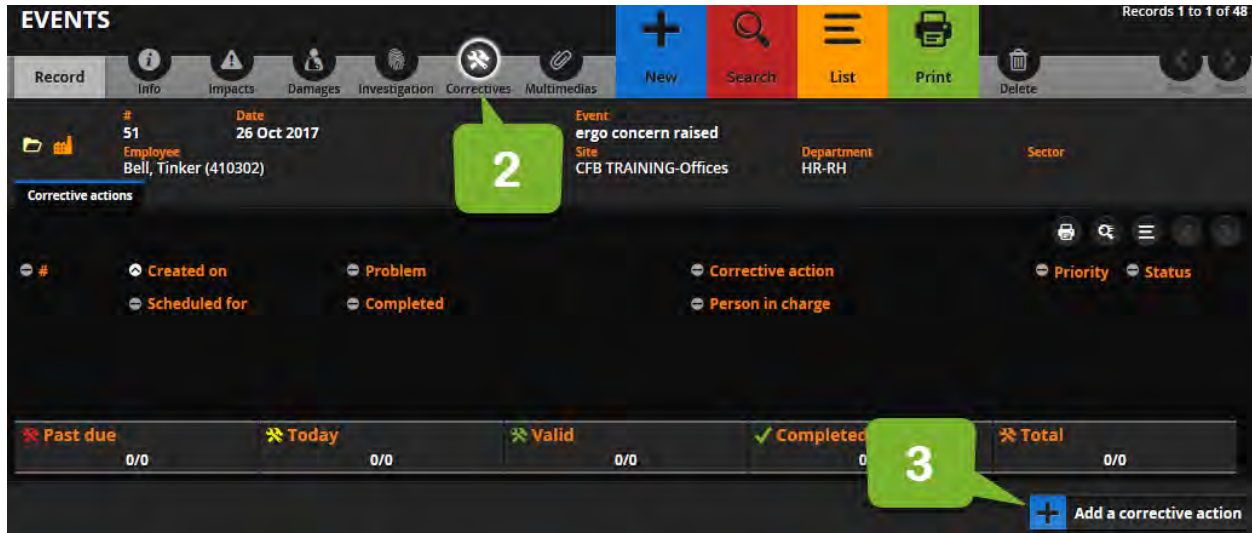 EVENTS
Records 1 to 1 of 48
Record
Info
Impacts
Damages
Investigation
Correctives
Multimedias
New
Search
List
Print
Delete
# Date Event
51 26 Oct 2017 ergo concern raised
Employee Site Department Sector
Bell, Tinker (410302) CFB TRAINING-Offices HR-RH
2
Corrective actions
# Created on Problem Corrective action Priority Status
Scheduled for Completed Person in charge
Past due Today Valid Completed Total
0/0 0/0 0/0 0 0/0
3
Add a corrective action